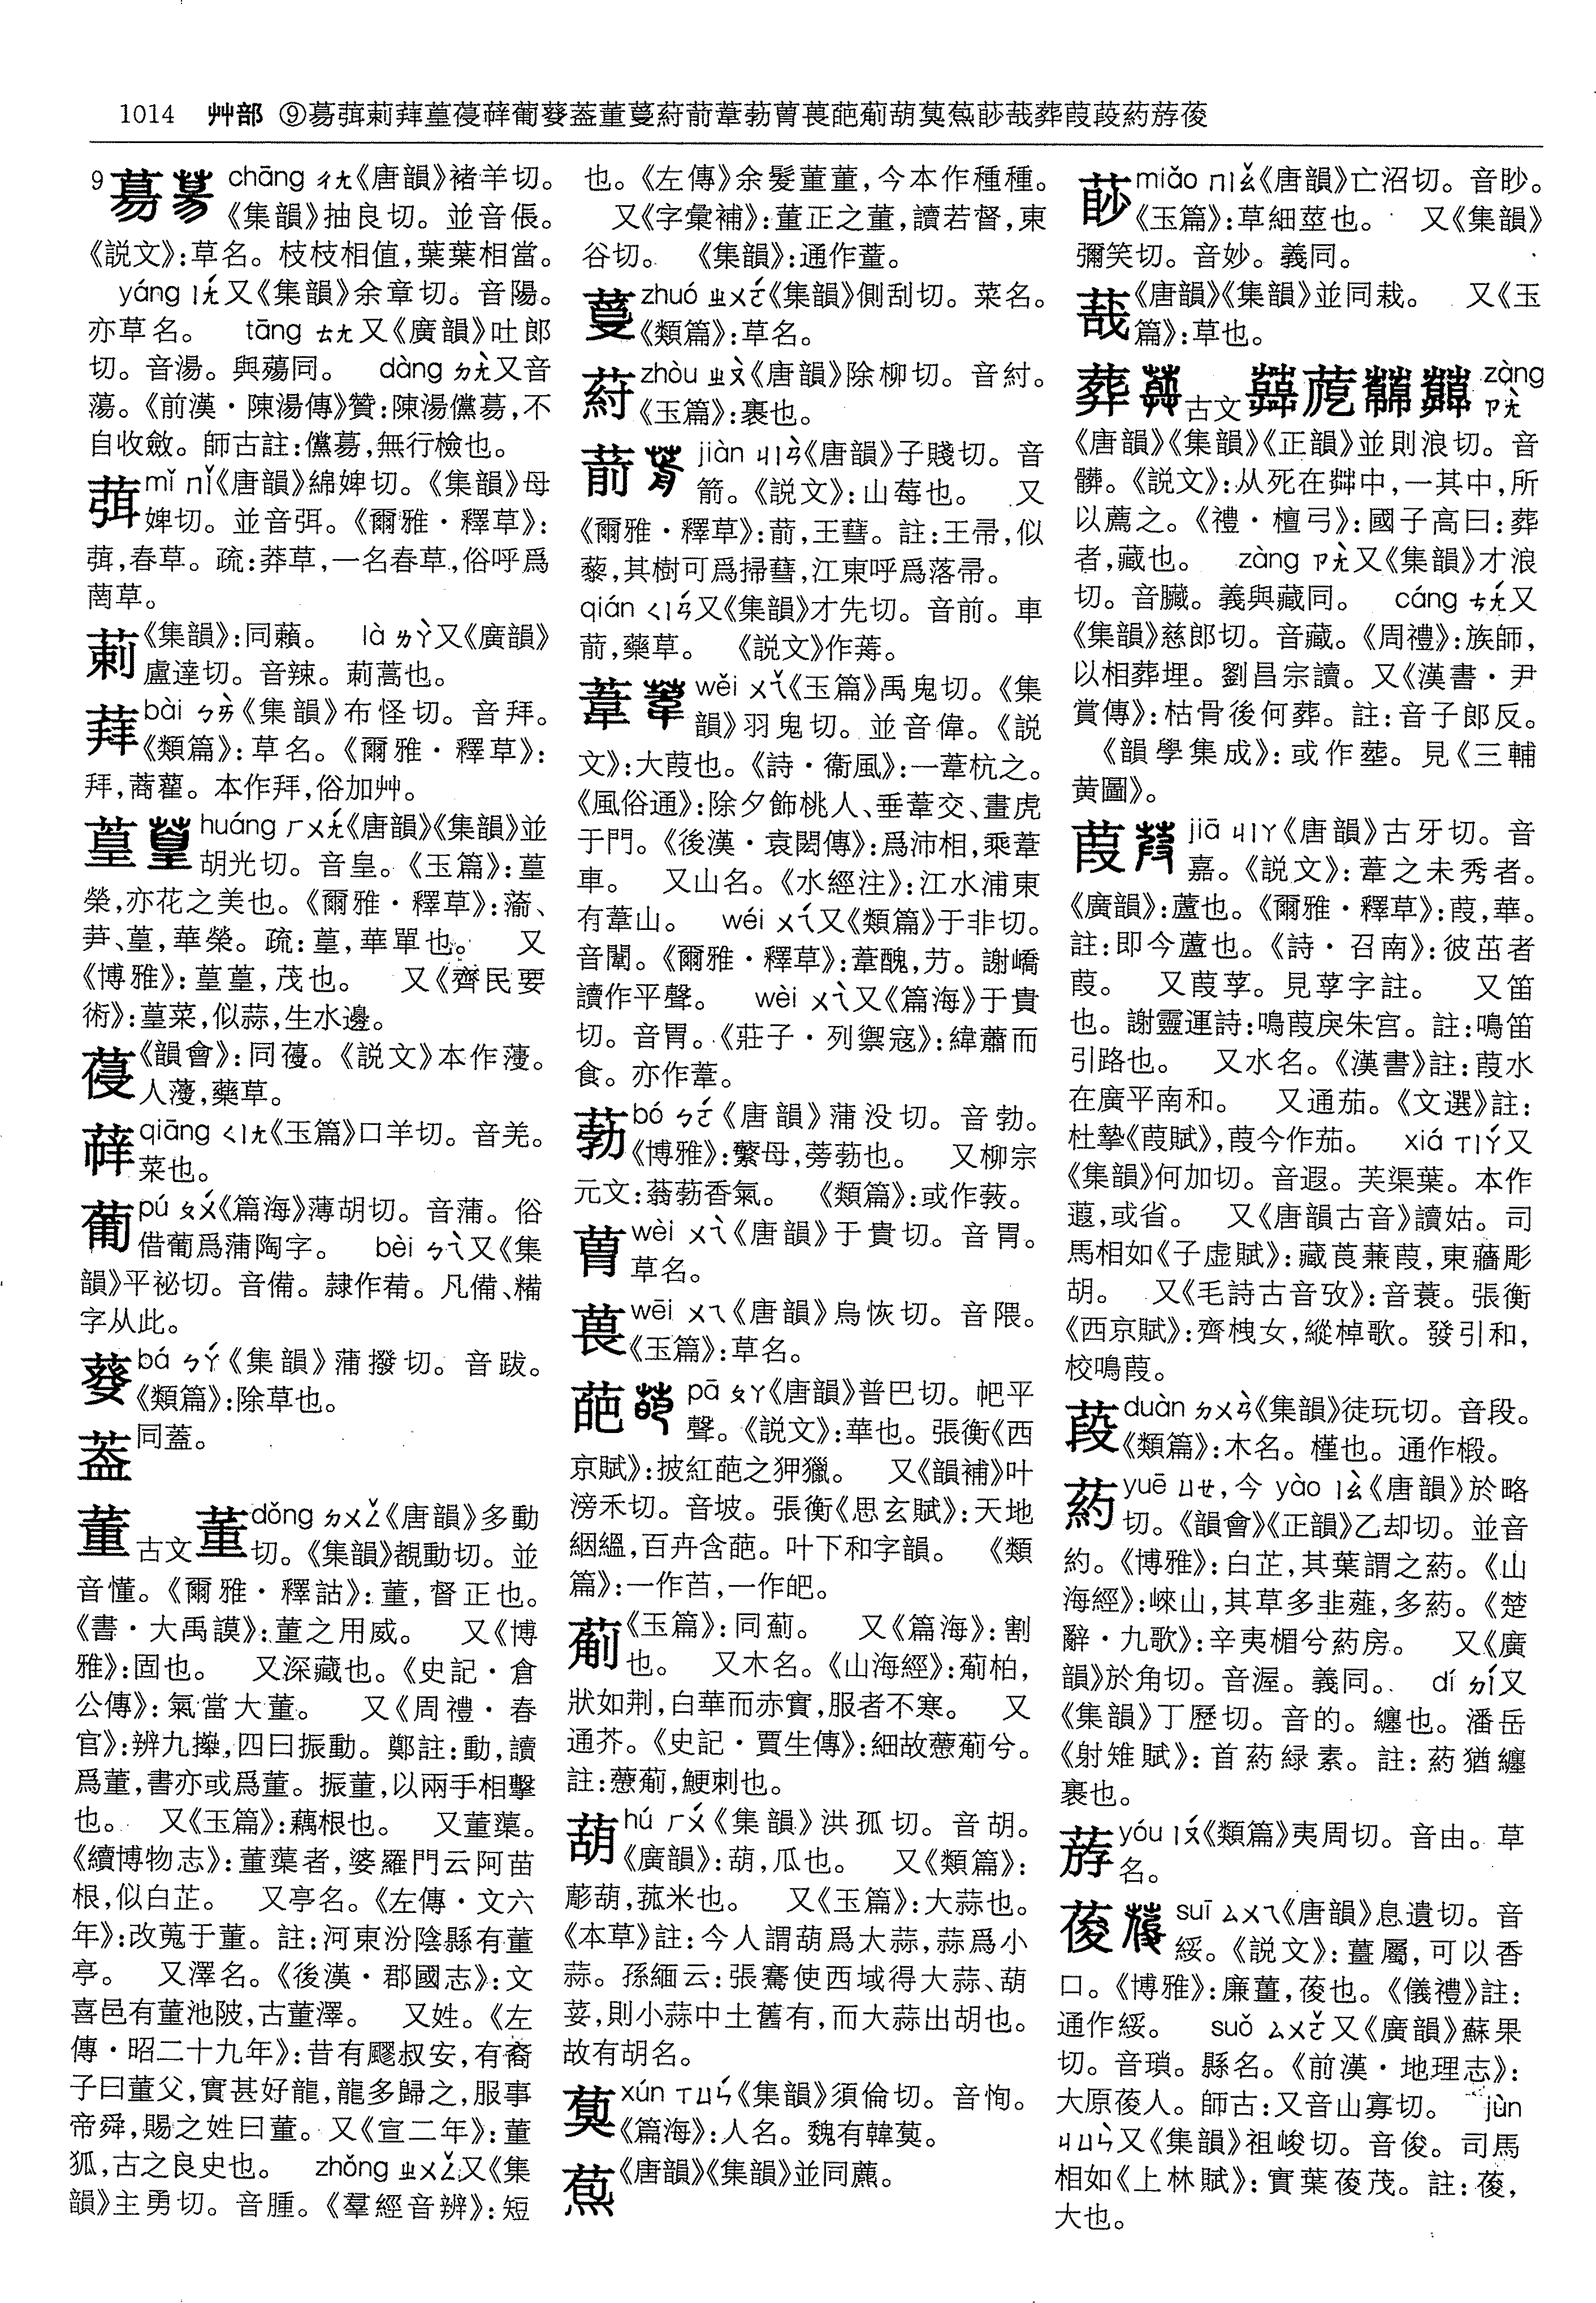 1014 艸部 ⑨募葞莿葊葟葠葏葡葼葢董蔓葤葥葦葧葿葨葩葪葫葟蒸莏哉葬葭葮葯蒏葰
9 chāng ㄔㄤ《唐韻》褚羊切。
《集韻》抽良切。並音倀。
《説文》:草名。枝枝相值,葉葉相當。
yáng ㄧㄤˊ又《集韻》余章切。音陽。
亦草名。 tāng ㄊㄤ又《廣韻》吐郎
切。音湯。與蕩同。 dàng ㄉㄤˋ又音
蕩。《前漢・陳湯傳》贊:陳湯儻葛,不
自收斂。師古註:儻葛,無行檢也。
葞 mǐ ㄇㄧˇ《唐韻》綿婢切。《集韻》母
婢切。並音弭。《爾雅・釋草》:
葞,春草。疏:莽草,一名春草,俗呼爲
䒽草。
《集韻》:同藾。 là ㄌㄚˋ又《廣韻》
盧達切。音辣。萴蒿也。
bài ㄅㄞˋ《集韻》布怪切。音拜。
《類篇》:草名。《爾雅・釋草》:
拜,蔏藋。本作拜,俗加艸。
葟 huáng ㄏㄨㄤˊ《唐韻》《集韻》並
胡光切。音皇。《玉篇》:葟
榮,亦花之美也。《爾雅・釋草》:蕍、
芛、葟,華榮。疏:葟,華單也。 又
《博雅》:葟葟,茂也。 又《齊民要
術》:葟菜,似蒜,生水邊。
葠 《韻會》:同蓡。《説文》本作薓。
人薓,藥草。
qiāng ㄑㄧㄤ《玉篇》口羊切。音羌。
菜也。
葡 pú ㄆㄨˊ《篇海》薄胡切。音蒲。俗
借葡爲蒲陶字。 bèi ㄅㄟˋ又《集
韻》平祕切。音備。隷作𤰇。凡備、糒
字从此。
bá ㄅㄚˊ《集韻》蒲撥切。音跋。
《類篇》:除草也。
葢 同蓋。
董 古文 dǒng ㄉㄨㄥˇ《唐韻》多動
切。《集韻》覩動切。並
音懂。《爾雅・釋詁》:董,督正也。
《書・大禹謨》:董之用威。 又《博
雅》:固也。 又深藏也。《史記・倉
公傳》:氣當大董。 又《周禮・春
官》:辨九㩲,四曰振動。鄭註:動,讀
爲董,書亦或爲董。振董,以兩手相擊
也。 又《玉篇》:藕根也。 又董蕖。
《續博物志》:董蕖者,婆羅門云阿苗
根,似白芷。 又亭名。《左傳・文六
年》:改蒐于董。註:河東汾陰縣有董
亭。 又澤名。《後漢・郡國志》:文
喜邑有董池陂,古董澤。 又姓。《左
傳・昭二十九年》:昔有飂叔安,有裔
子曰董父,實甚好龍,龍多歸之,服事
帝舜,賜之姓曰董。又《宣二年》:董
狐,古之良史也。 zhǒng ㄓㄨㄥˇ又《集
韻》主勇切。音腫。《羣經音辨》:短
也。《左傳》余髮董董,今本作種種。
又《字彙補》:董正之董,讀若督,東
谷切。 《集韻》:通作蕫。
zhuó ㄓㄨㄛˊ《集韻》側刮切。菜名。
《類篇》:草名。
葤 zhòu ㄓㄡˋ《唐韻》除柳切。音紂。
《玉篇》:裹也。
葥 jiàn ㄐㄧㄢˋ《唐韻》子賤切。音
箭。《説文》:山莓也。 又
《爾雅・釋草》:葥,王蔧。註:王帚,似
藜,其樹可爲掃蔧,江東呼爲落帚。
qián ㄑㄧㄢˊ又《集韻》才先切。音前。車
葥,藥草。 《説文》作蒋。
葦 wěi ㄨㄟˇ《玉篇》禹鬼切。《集
韻》羽鬼切。並音偉。《説
文》:大葭也。《詩・衞風》:一葦杭之。
《風俗通》:除夕飾桃人、垂葦交、畫虎
于門。《後漢・袁閎傳》:爲沛相,乘葦
車。 又山名。《水經注》:江水浦東
有葦山。 wéi ㄨㄟˊ又《類篇》于非切。
音闈。《爾雅・釋草》:葦醜,艻。謝嶠
讀作平聲。 wèi ㄨㄟˋ又《篇海》于貴
切。音胃。《莊子・列禦寇》:緯蕭而
食。亦作葦。
葧 bó ㄅㄛˊ《唐韻》蒲没切。音勃。
《博雅》:蘩母,蒡葧也。 又柳宗
元文:蓊葧香氣。 《類篇》:或作䔦。
wèi ㄨㄟˋ《唐韻》于貴切。音胃。
草名。
葨 wēi ㄨㄟ《唐韻》烏恢切。音隈。
《玉篇》:草名。
葩 pā ㄆㄚ《唐韻》普巴切。帊平
聲。《説文》:華也。張衡《西
京賦》:披紅葩之狎獵。 又《韻補》叶
滂禾切。音坡。張衡《思玄賦》:天地
絪縕,百卉含葩。叶下和字韻。 《類
篇》:一作苩,一作皅。
葪 《玉篇》:同薊。 又《篇海》:割
也。 又木名。《山海經》:葪柏,
狀如荆,白華而赤實,服者不寒。 又
通芥。《史記・賈生傳》:細故憗葪兮。
註:憗葪,鯁刺也。
葫 hú ㄏㄨˊ《集韻》洪孤切。音胡。
《廣韻》:葫,瓜也。 又《類篇》:
蔰葫,菰米也。 又《玉篇》:大蒜也。
《本草》註:今人謂葫爲大蒜,蒜爲小
蒜。孫緬云:張騫使西域得大蒜、葫
荽,則小蒜中土舊有,而大蒜出胡也。
故有胡名。
xún ㄒㄩㄣˊ《集韻》須倫切。音恂。
《篇海》:人名。魏有韓䓝。
《唐韻》《集韻》並同藨。
miǎo ㄇㄧㄠˇ《唐韻》亡沼切。音眇。
《玉篇》:草細莖也。 又《集韻》
彌笑切。音妙。義同。
《唐韻》《集韻》並同栽。 又《玉
篇》:草也。
葬 古文 zàng ㄗㄤˋ
《唐韻》《集韻》《正韻》並則浪切。音
髒。《説文》:从死在茻中,一其中,所
以薦之。《禮・檀弓》:國子高曰:葬
者,藏也。 zàng ㄗㄤˋ又《集韻》才浪
切。音臟。義與藏同。 cáng ㄘㄤˊ又
《集韻》慈郎切。音藏。《周禮》:族師,
以相葬埋。劉昌宗讀。又《漢書・尹
賞傳》:枯骨後何葬。註:音子郎反。
《韻學集成》:或作塟。見《三輔
黄圖》。
葭 jiā ㄐㄧㄚ《唐韻》古牙切。音
嘉。《説文》:葦之未秀者。
《廣韻》:蘆也。《爾雅・釋草》:葭,華。
註:即今蘆也。《詩・召南》:彼茁者
葭。 又葭莩。見莩字註。 又笛
也。謝靈運詩:鳴葭戾朱宫。註:鳴笛
引路也。 又水名。《漢書》註:葭水
在廣平南和。 又通茄。《文選》註:
杜摯《葭賦》,葭今作茄。 xiá ㄒㄧㄚˊ又
《集韻》何加切。音遐。芙渠葉。本作
蕸,或省。 又《唐韻古音》讀姑。司
馬相如《子虚賦》:藏莨蒹葭,東蘠彫
胡。 又《毛詩古音攷》:音蓑。張衡
《西京賦》:齊栧女,縱棹歌。發引和,
校鳴葭。
葮 duàn ㄉㄨㄢˋ《集韻》徒玩切。音段。
《類篇》:木名。槿也。通作椴。
葯 yuē ㄩㄝ,今 yào ㄧㄠˋ《唐韻》於略
切。《韻會》《正韻》乙却切。並音
約。《博雅》:白芷,其葉謂之葯。《山
海經》:崍山,其草多韭薤,多葯。《楚
辭・九歌》:辛夷楣兮葯房。 又《廣
韻》於角切。音渥。義同。 dí ㄉㄧˊ又
《集韻》丁歷切。音的。纏也。潘岳
《射雉賦》:首葯緑素。註:葯猶纏
裹也。
yóu ㄧㄡˊ《類篇》夷周切。音由。草
名。
葰 suī ㄙㄨㄟ《唐韻》息遺切。音
綏。《説文》:薑屬,可以香
口。《博雅》:廉薑,葰也。《儀禮》註:
通作綏。 suǒ ㄙㄨㄛˇ又《廣韻》蘇果
切。音瑣。縣名。《前漢・地理志》:
大原葰人。師古:又音山寡切。 jùn
ㄐㄩㄣˋ又《集韻》祖峻切。音俊。司馬
相如《上林賦》:實葉葰茂。註:葰,
大也。